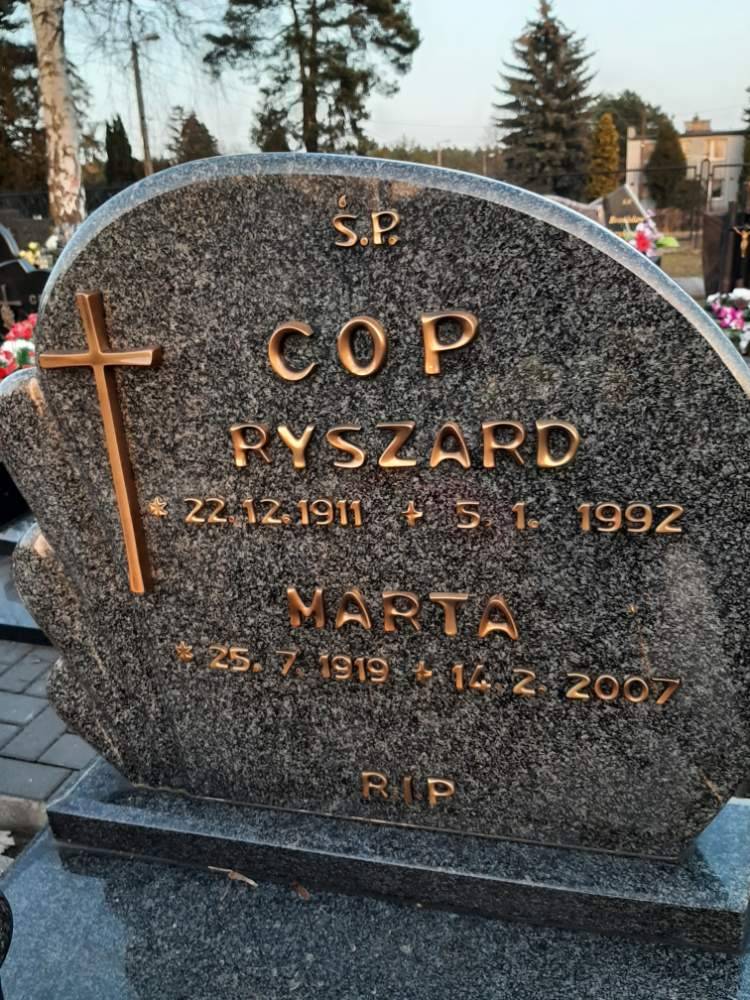 Ś.P.
COP
RYSZARD
* 22.12.1911 + 5. 1. 1992
MARTA
* 25. 7. 1919 + 14. 2. 2007
R.I.P